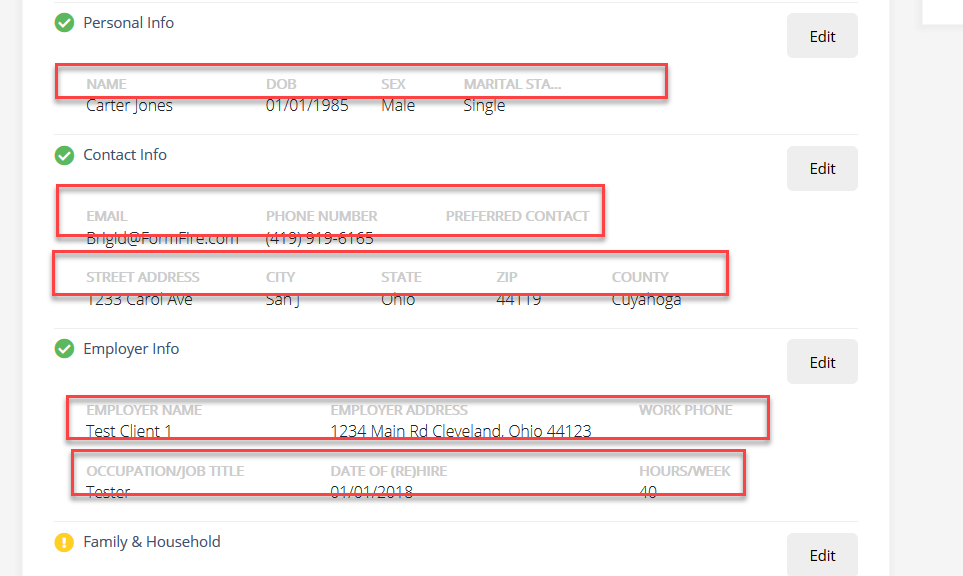 Personal Info
Edit
NAME DOB SEX MARITAL STA...
Carter Jones 01/01/1985 Male Single
Contact Info
Edit
EMAIL PHONE NUMBER PREFERRED CONTACT
Brigid@FormFire.com (419) 919-6165
STREET ADDRESS CITY STATE ZIP COUNTY
1233 Carol Ave San J Ohio 44119 Cuyahoga
Employer Info
Edit
EMPLOYER NAME EMPLOYER ADDRESS WORK PHONE
Test Client 1 1234 Main Rd Cleveland, Ohio 44123
OCCUPATION/JOB TITLE DATE OF (RE)HIRE HOURS/WEEK
Tester 01/01/2018 40
Family & Household
Edit